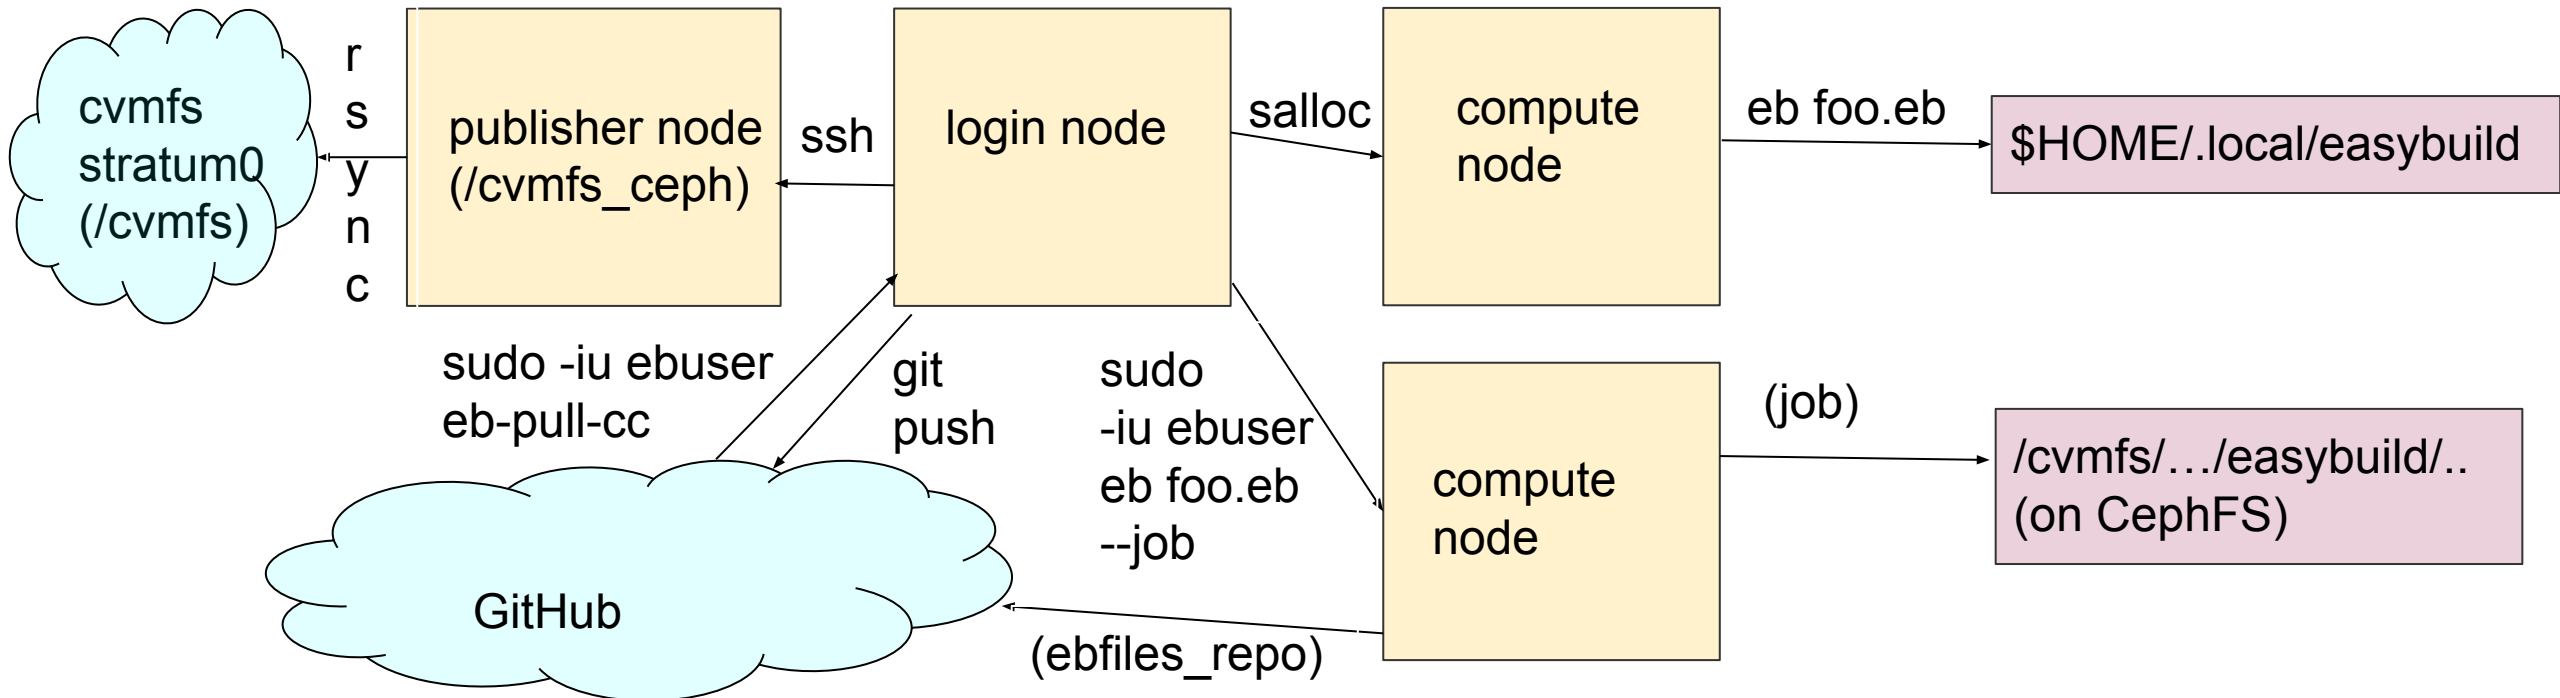 cvmfs
stratum0
(/cvmfs)
rsync
publisher node
(/cvmfs_ceph)
ssh
login node
salloc
compute
node
eb foo.eb
$HOME/.local/easybuild
sudo -iu ebuser
eb-pull-cc
git
push
sudo
-iu ebuser
eb foo.eb
--job
compute
node
(job)
/cvmfs/…/easybuild/..
(on CephFS)
GitHub
(ebfiles_repo)